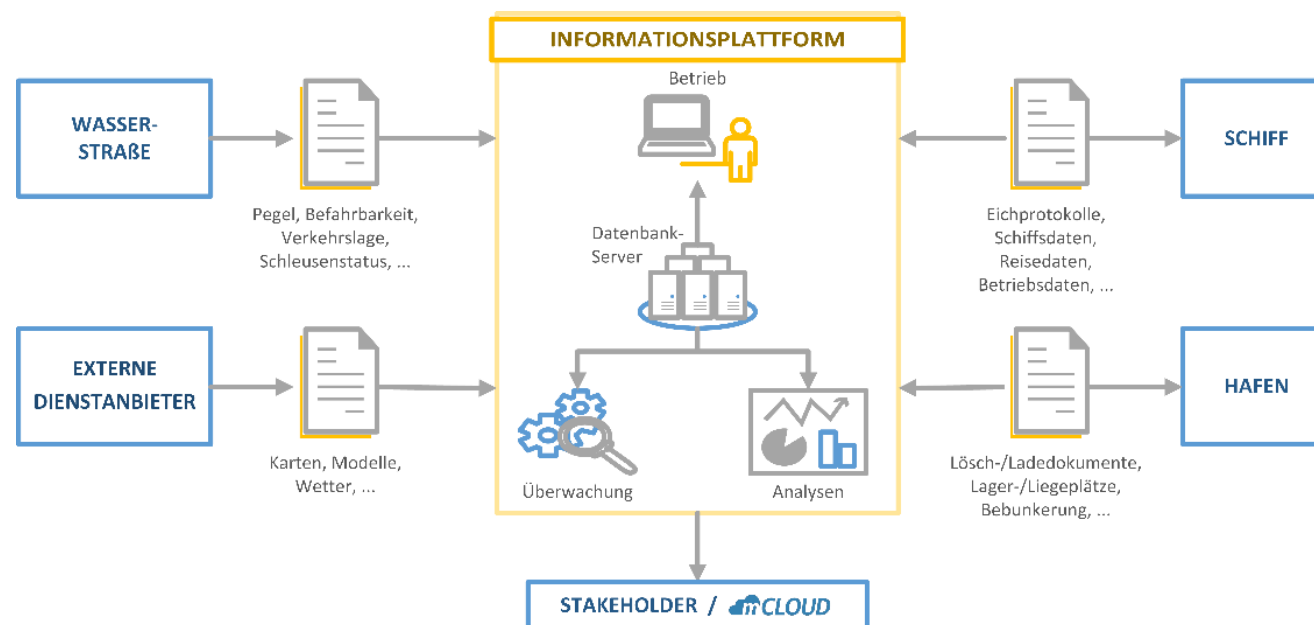 INFORMATIONSPLATTFORM
Betrieb
WASSER-
STRAßE
SCHIFF
Pegel, Befahrbarkeit,
Verkehrslage,
Schleusenstatus, ...
Datenbank-
Server
Eichprotokolle,
Schiffsdaten,
Reisedaten,
Betriebsdaten, ...
EXTERNE
DIENSTANBIETER
HAFEN
Karten, Modelle,
Wetter, ...
Überwachung
Analysen
Lösch-/Ladedokumente,
Lager-/Liegeplätze,
Bebunkerung, ...
STAKEHOLDER / mCLOUD